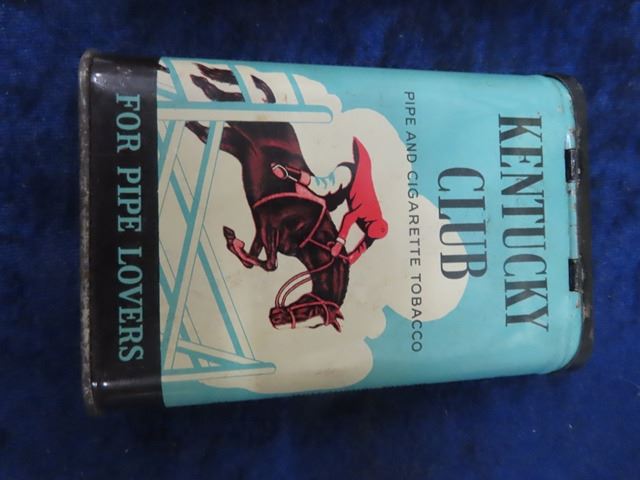 KENTUCKY
CLUB
PIPE AND CIGARETTE TOBACCO
FOR PIPE LOVERS